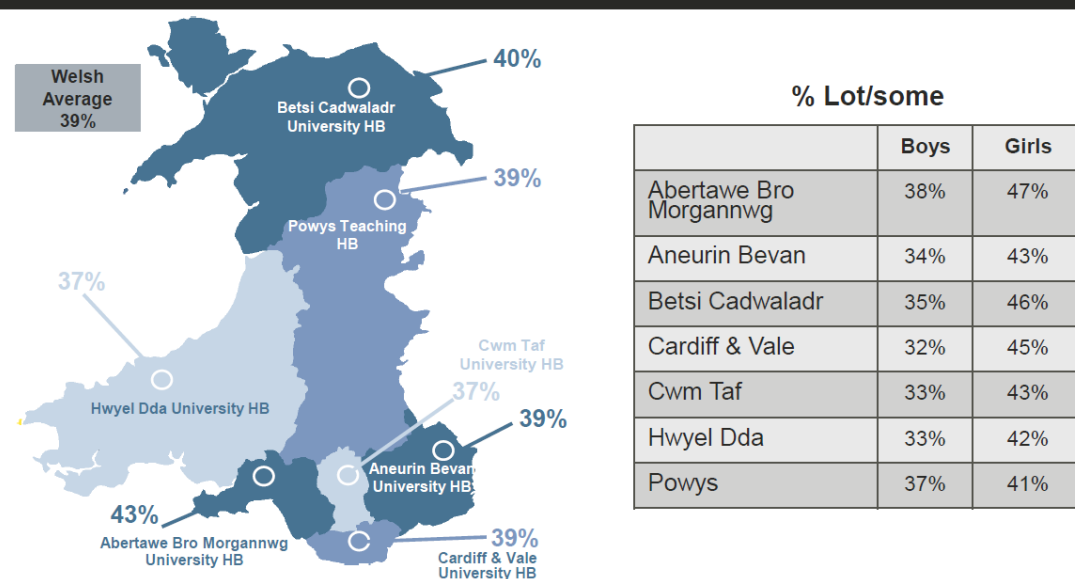 Welsh
Average
39%
40%
Betsi Cadwaladr
University HB
39%
Powys Teaching
HB
37%
Cwm Taf
University HB
37%
Hwyel Dda University HB
39%
Aneurin Bevan
University HB
43%
Abertawe Bro Morgannwg
University HB
39%
Cardiff & Vale
University HB
% Lot/some
Boys Girls
Abertawe Bro
Morgannwg 38% 47%
Aneurin Bevan 34% 43%
Betsi Cadwaladr 35% 46%
Cardiff & Vale 32% 45%
Cwm Taf 33% 43%
Hwyel Dda 33% 42%
Powys 37% 41%